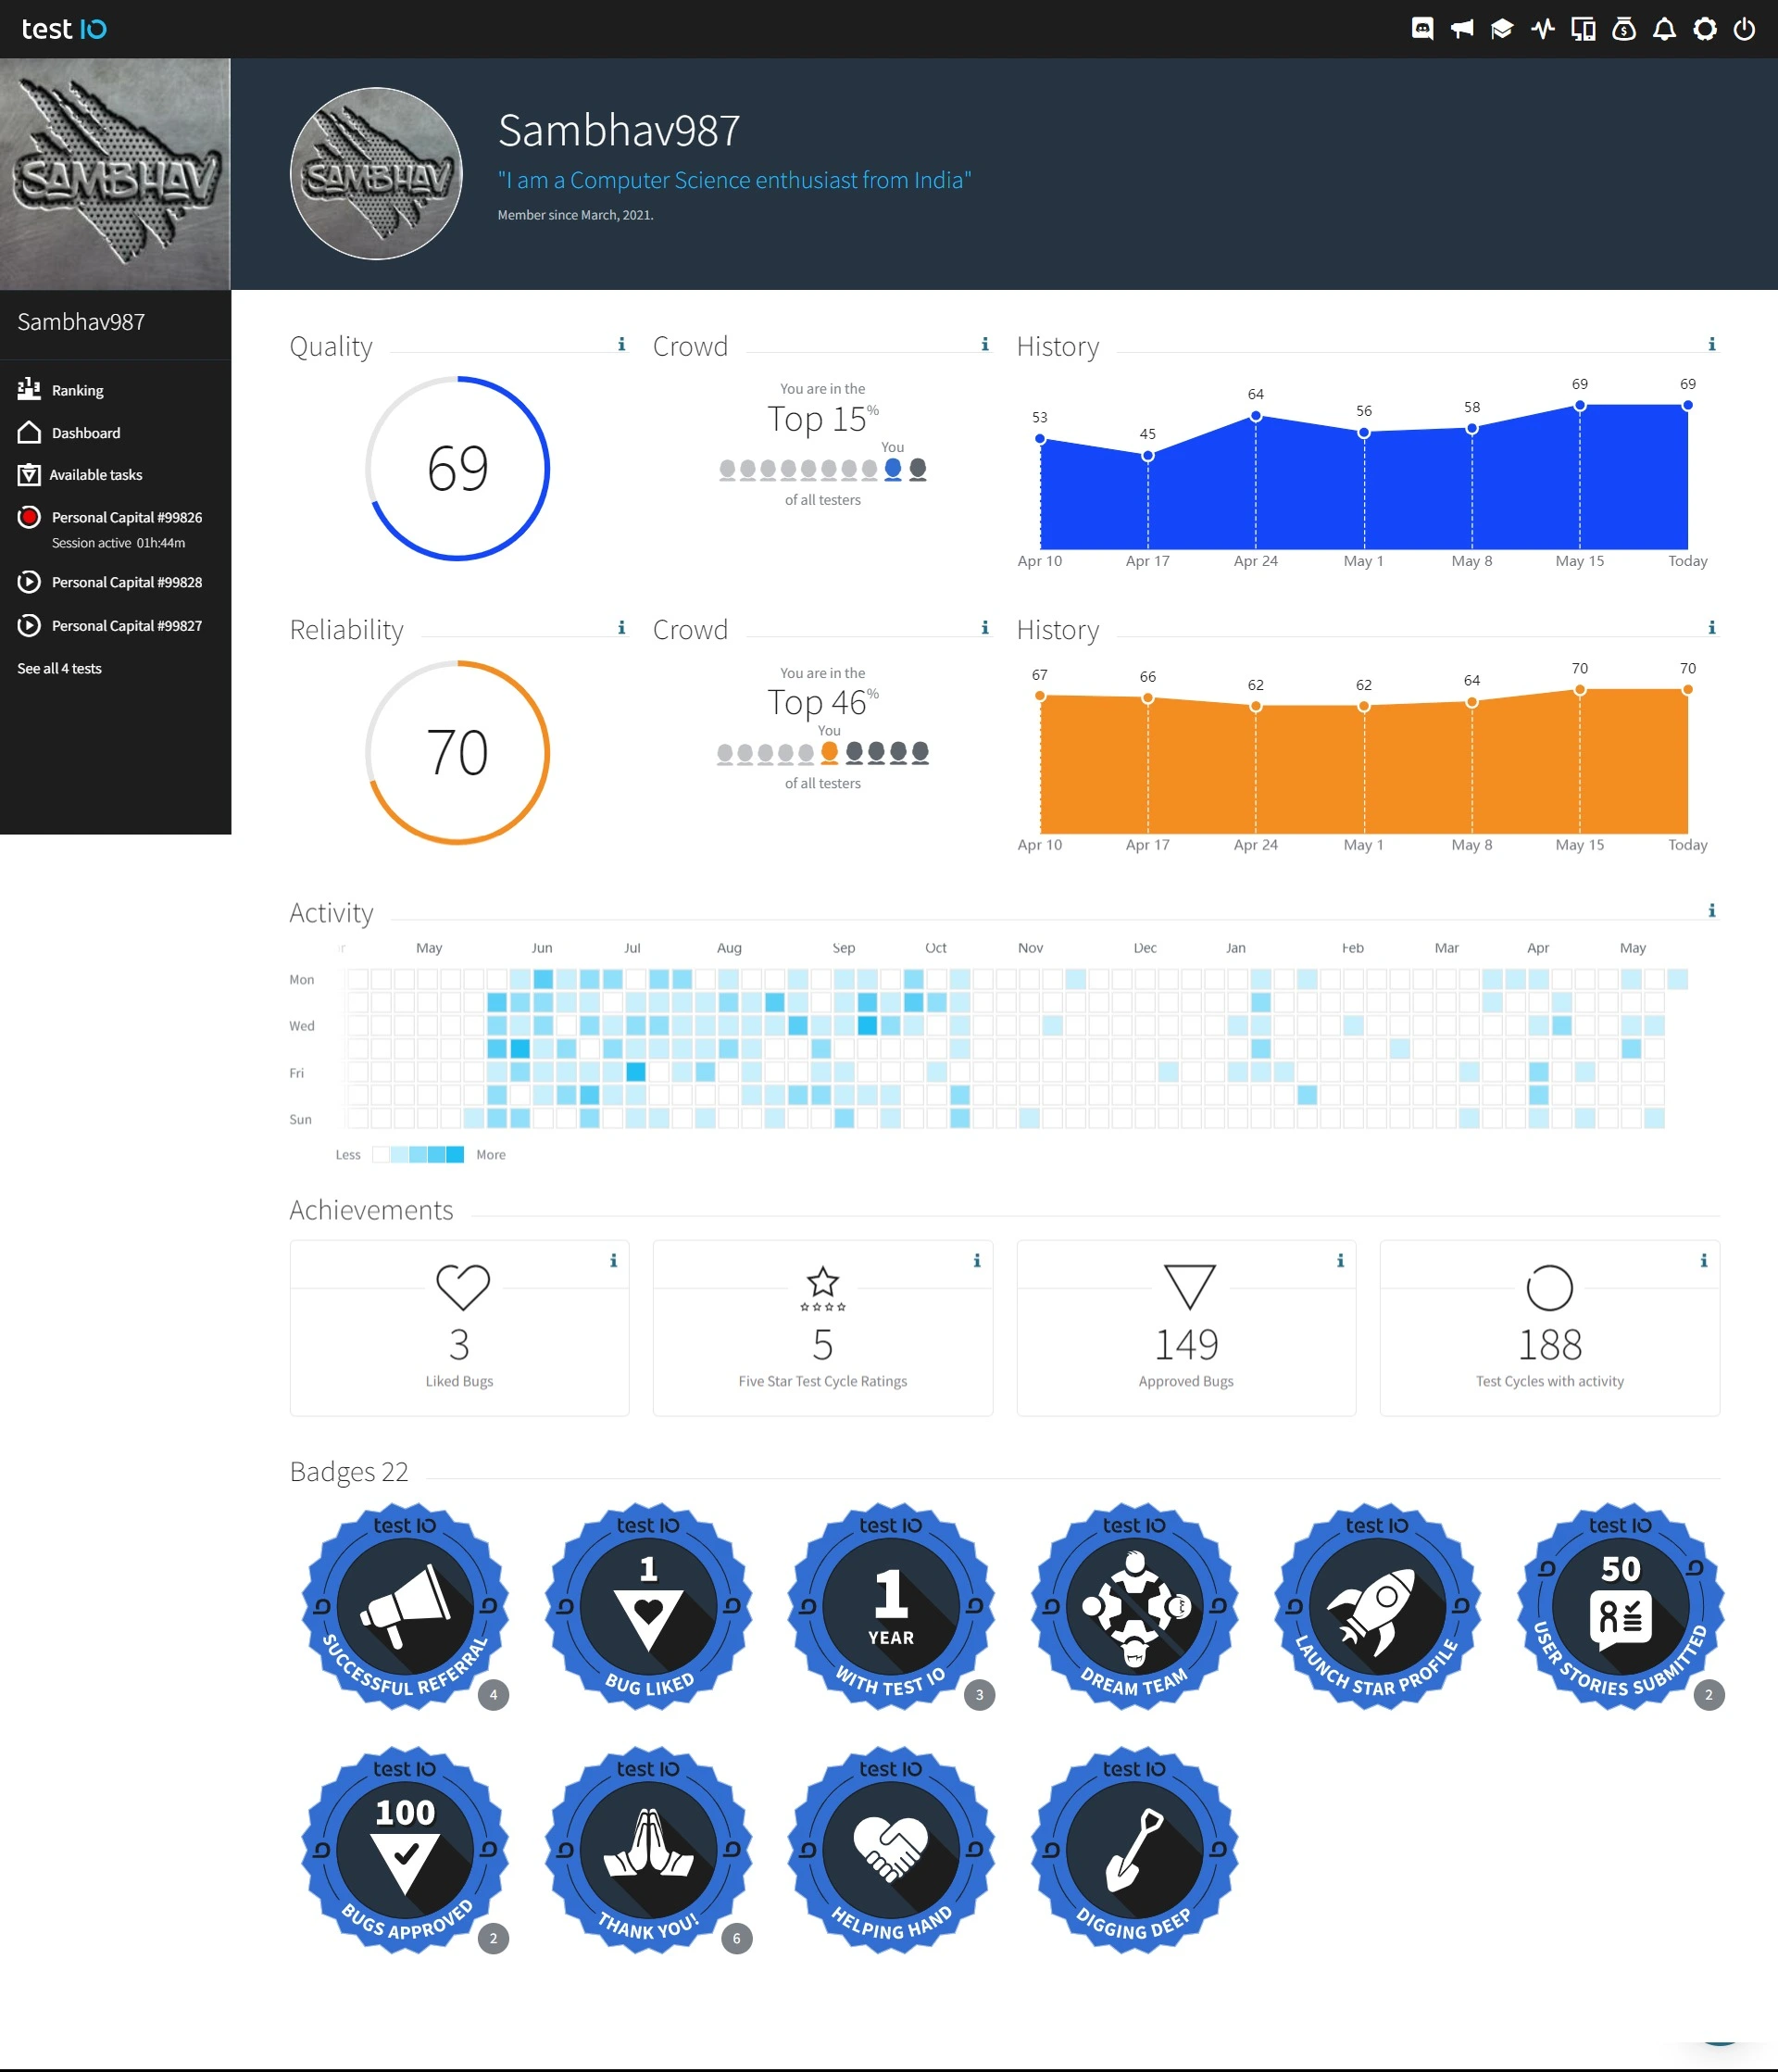 test IO
SAMBHAV
SAMBHAV
Sambhav987
"I am a Computer Science enthusiast from India"
Member since March, 2021.
Sambhav987
Ranking
Dashboard
Available tasks
Personal Capital #99826
Session active 01h:44m
Personal Capital #99828
Personal Capital #99827
See all 4 tests
Quality
69
Crowd
You are in the
Top 15%
You
of all testers
History
53
45
64
56
58
69
69
Apr 10
Apr 17
Apr 24
May 1
May 8
May 15
Today
Reliability
70
Crowd
You are in the
Top 46%
You
of all testers
History
67
66
62
62
64
70
70
Apr 10
Apr 17
Apr 24
May 1
May 8
May 15
Today
Activity
May
Jun
Jul
Aug
Sep
Oct
Nov
Dec
Jan
Feb
Mar
Apr
May
Mon
Wed
Fri
Sun
Less
More
Achievements
3
Liked Bugs
5
Five Star Test Cycle Ratings
149
Approved Bugs
188
Test Cycles with activity
Badges 22
test IO
SUCCESSFUL REFERRAL
4
test IO
1
BUG LIKED
test IO
1
YEAR
WITH TEST IO
3
test IO
DREAM TEAM
test IO
LAUNCH STAR PROFILE
test IO
50
USER STORIES SUBMITTED
2
test IO
100
BUGS APPROVED
2
test IO
THANK YOU!
6
test IO
HELPING HAND
test IO
DIGGING DEEP